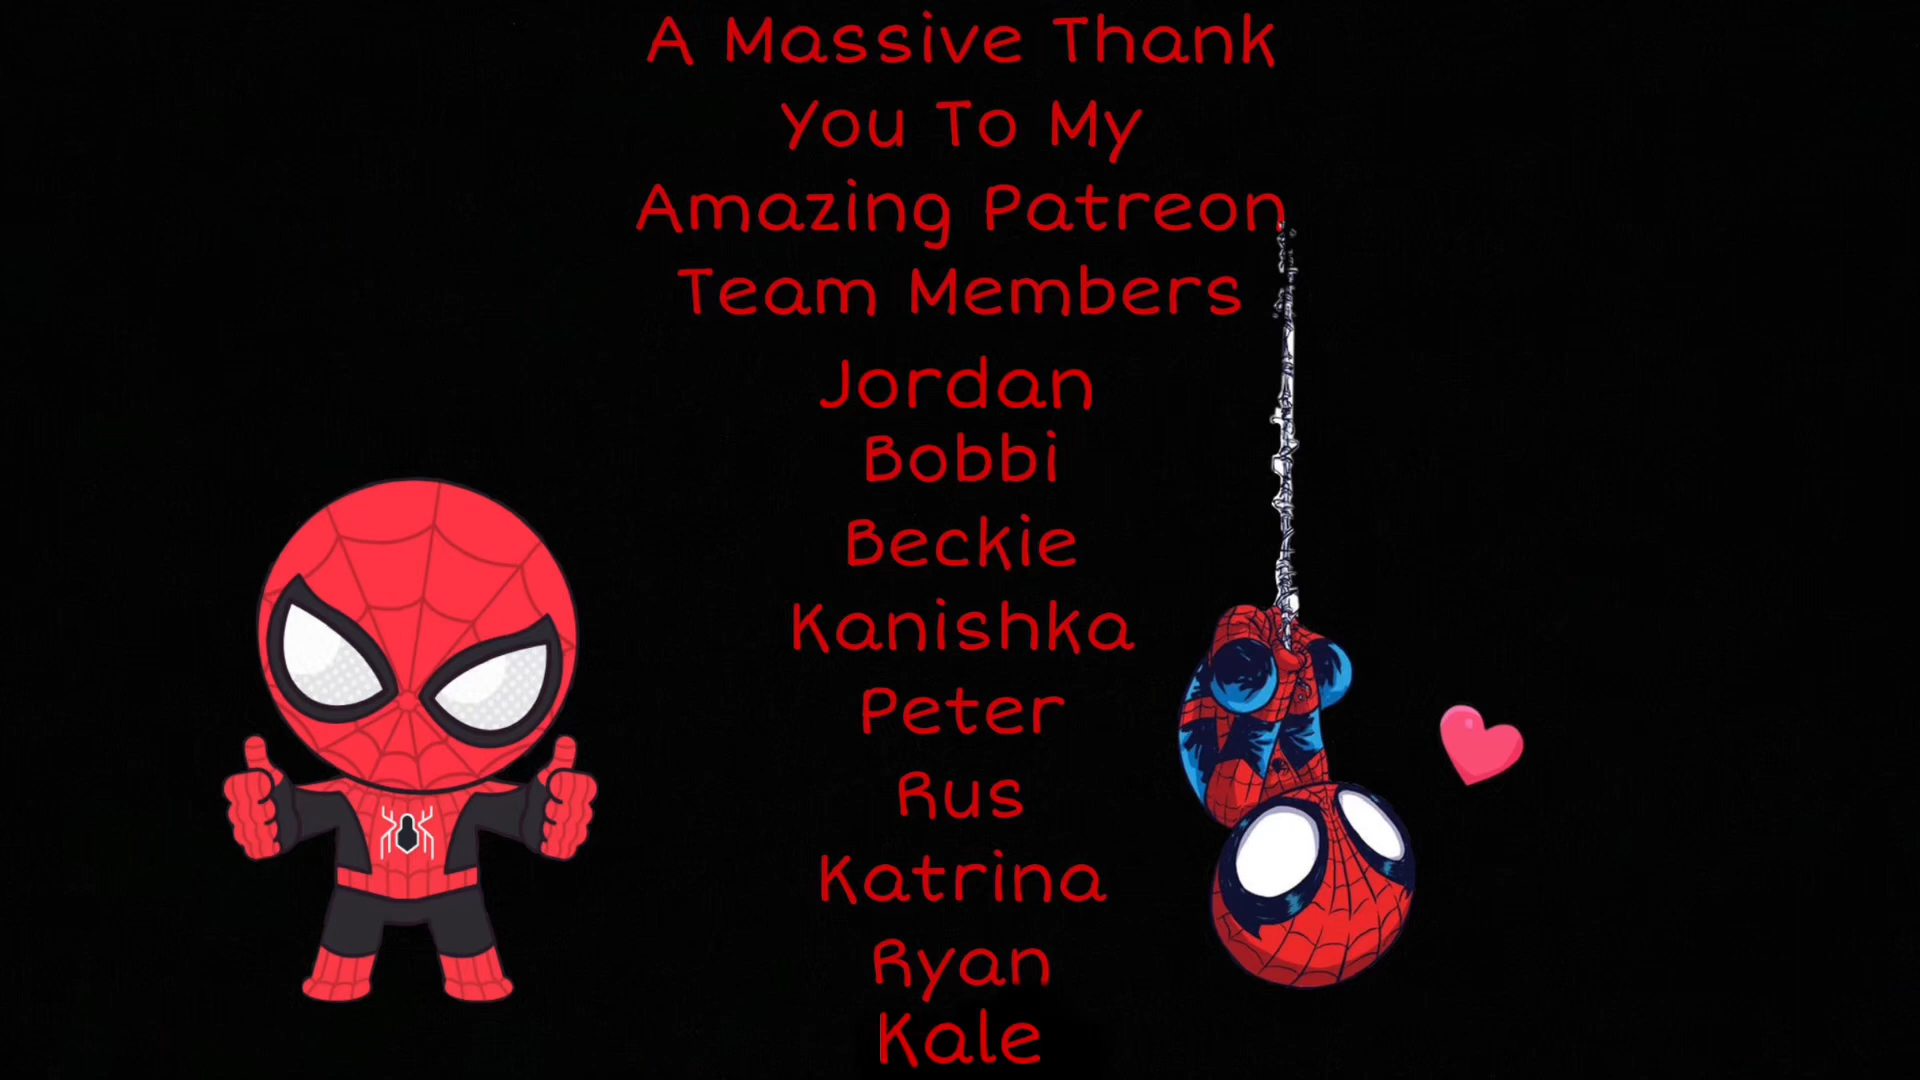 A Massive Thank
You To My
Amazing Patreon
Team Members
Jordan
Bobbi
Beckie
Kanishka
Peter
Rus
Katrina
Ryan
Kale